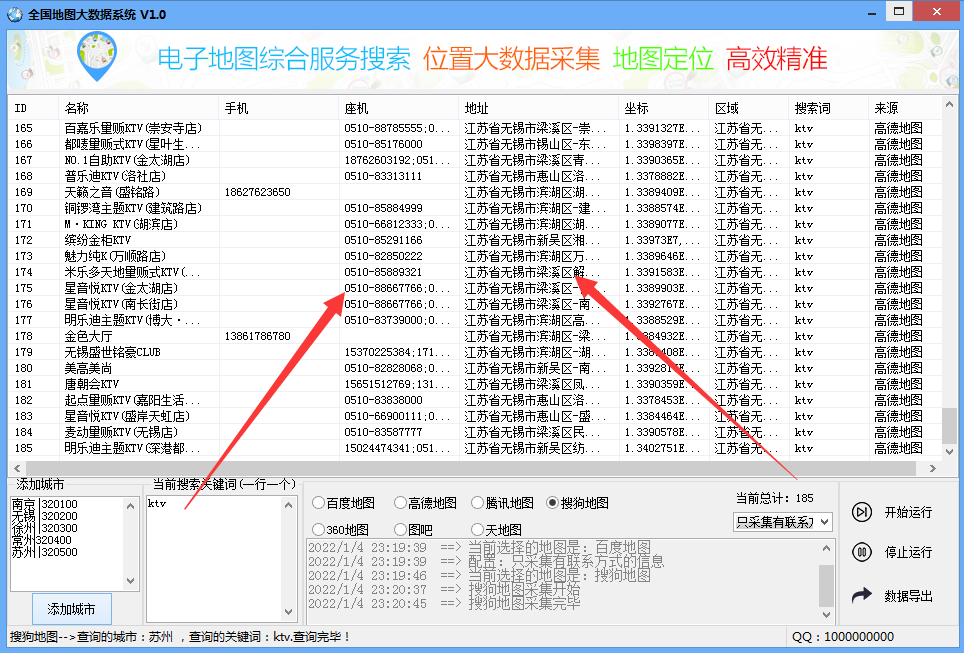 全国地图大数据系统 V1.0
电子地图综合服务搜索 位置大数据采集 地图定位 高效精准
ID 名称 手机 座机 地址 坐标 区域 搜索词 来源
165 百嘉乐量贩KTV(崇安寺店) 0510-88785555;0... 江苏省无锡市梁溪区-崇... 1.3391327E... 江苏省无... ktv 高德地图
166 都唛量贩式KTV(星叶生... 0510-85176000 江苏省无锡市锡山区-东... 1.3398397E... 江苏省无... ktv 高德地图
167 NO.1自助KTV(金太湖店) 18762603192;051... 江苏省无锡市梁溪区青... 1.3390365E... 江苏省无... ktv 高德地图
168 普乐迪KTV(洛社店) 0510-83313111 江苏省无锡市惠山区洛... 1.3378882E... 江苏省无... ktv 高德地图
169 天籁之音(盛铭路) 18627623650 江苏省无锡市滨湖区湖... 1.3389409E... 江苏省无... ktv 高德地图
170 铜锣湾主题KTV(建筑路店) 0510-85884999 江苏省无锡市滨湖区-建... 1.3388574E... 江苏省无... ktv 高德地图
171 M·KING KTV(湖滨店) 0510-66812333;0... 江苏省无锡市滨湖区湖... 1.3389077E... 江苏省无... ktv 高德地图
172 缤纷金柜KTV 0510-85291166 江苏省无锡市新吴区湘... 1.33973E7,... 江苏省无... ktv 高德地图
173 魅力纯K(万顺路店) 0510-82850222 江苏省无锡市滨湖区万... 1.3389646E... 江苏省无... ktv 高德地图
174 米乐多天地量贩式KTV(... 0510-85889321 江苏省无锡市梁溪区解... 1.3391583E... 江苏省无... ktv 高德地图
175 星音悦KTV(金太湖店) 0510-88667766;0... 江苏省无锡市梁溪区-... 1.3389903E... 江苏省无... ktv 高德地图
176 星音悦KTV(南长街店) 0510-88667766;0... 江苏省无锡市梁溪区-南... 1.3392767E... 江苏省无... ktv 高德地图
177 明乐迪主题KTV(博大·... 0510-83739000;0... 江苏省无锡市滨湖区高... 1.3388529E... 江苏省无... ktv 高德地图
178 金色大厅 13861786780 江苏省无锡市滨湖区-梁... 1.3384932E... 江苏省无... ktv 高德地图
179 无锡盛世铭豪CLUB 15370225384;171... 江苏省无锡市滨湖区-湖... 江苏省无... ktv 高德地图
180 美高美尚 0510-82828068;0... 江苏省无锡市新吴区-南... 江苏省无... ktv 高德地图
181 唐朝会KTV 15651512769;131... 江苏省无锡市梁溪区凤... 1.3390359E... 江苏省无... ktv 高德地图
182 起点量贩KTV(嘉阳生活... 0510-83838000 江苏省无锡市惠山区洛... 1.3378453E... 江苏省无... ktv 高德地图
183 星音悦KTV(盛岸天虹店) 0510-66900111;0... 江苏省无锡市惠山区-盛... 1.3384464E... 江苏省无... ktv 高德地图
184 麦动量贩KTV(无锡店) 0510-83587777 江苏省无锡市梁溪区民... 1.3390578E... 江苏省无... ktv 高德地图
185 明乐迪主题KTV(深港都... 15024474341;051... 江苏省无锡市新吴区纺... 1.3402751E... 江苏省无... ktv 高德地图
添加城市
南京|320100
无锡|320200
徐州|320300
常州|320400
苏州|320500
添加城市
当前搜索关键词(一行一个)
ktv
百度地图 高德地图 腾讯地图 搜狗地图
360地图 图吧 天地图
当前总计：185
只采集有联系方
2022/1/4 23:19:39 ==> 当前选择的地图是：百度地图
2022/1/4 23:19:39 ==> 配置：只采集有联系方式的信息
2022/1/4 23:19:46 ==> 当前选择的地图是：搜狗地图
2022/1/4 23:20:37 ==> 搜狗地图采集开始
2022/1/4 23:20:45 ==> 搜狗地图采集完毕
开始运行
停止运行
数据导出
搜狗地图-->查询的城市：苏州 ，查询的关键词：ktv.查询完毕！
QQ：1000000000